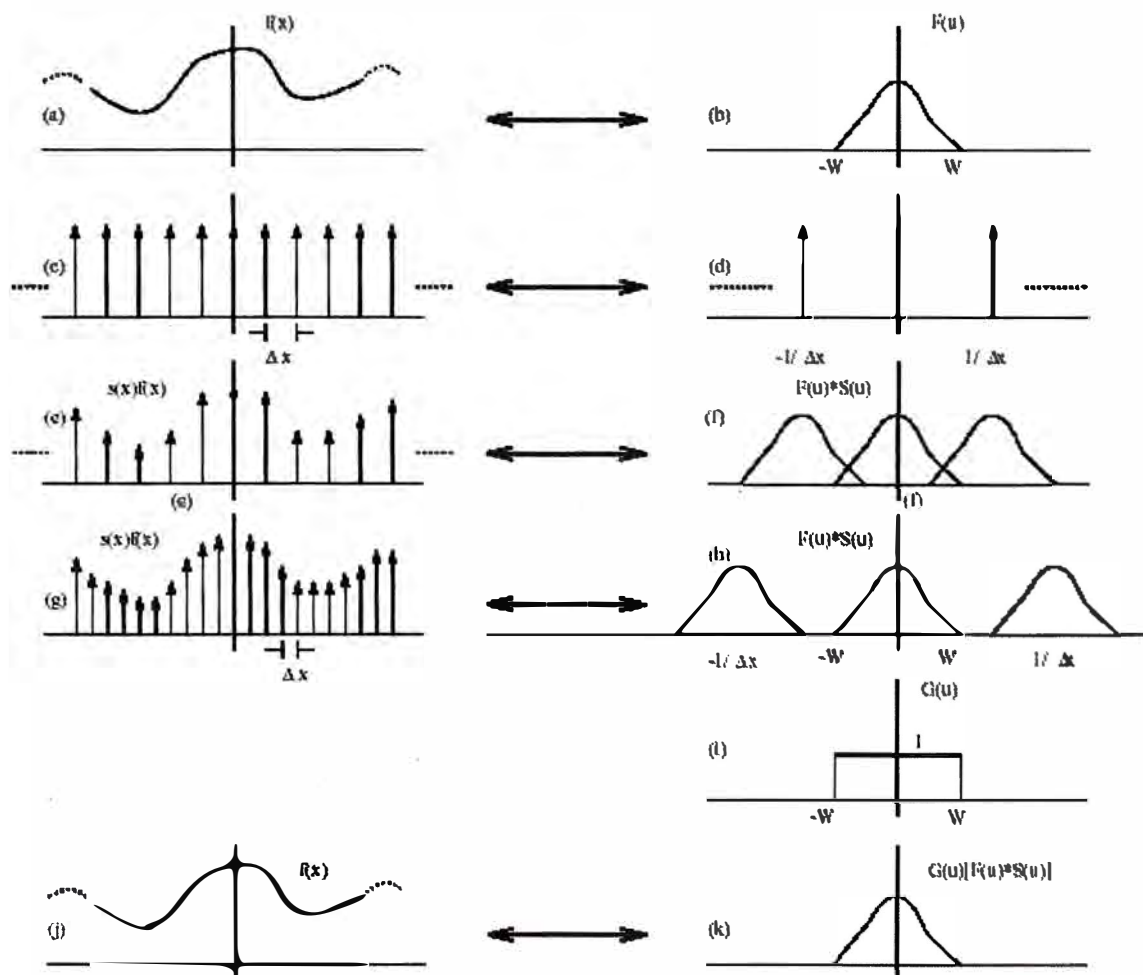 f(x)
F(u)
(a)
(b)
-W W
(c)
(d)
Δx
-1/Δx 1/Δx
s(x)f(x)
F(u)*S(u)
(e)
(f)
(e)
(f)
s(x)f(x)
F(u)*S(u)
(h)
(g)
Δx
-1/Δx -W W 1/Δx
G(u)
1
(i)
-W W
f(x)
G(u)[F(u)*S(u)]
(j)
(k)